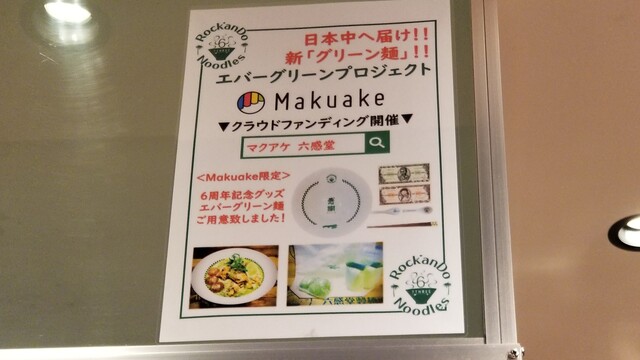 Rock'anDo
6
Noodles
日本中へ届け!!
新「グリーン麺」!!
エバーグリーンプロジェクト
Makuake
▼クラウドファンディング開催▼
マクアケ 六感堂
<Makuake限定>
6周年記念グッズ
エバーグリーン麺
ご用意致しました!
Rock'anDo
6
Noodles